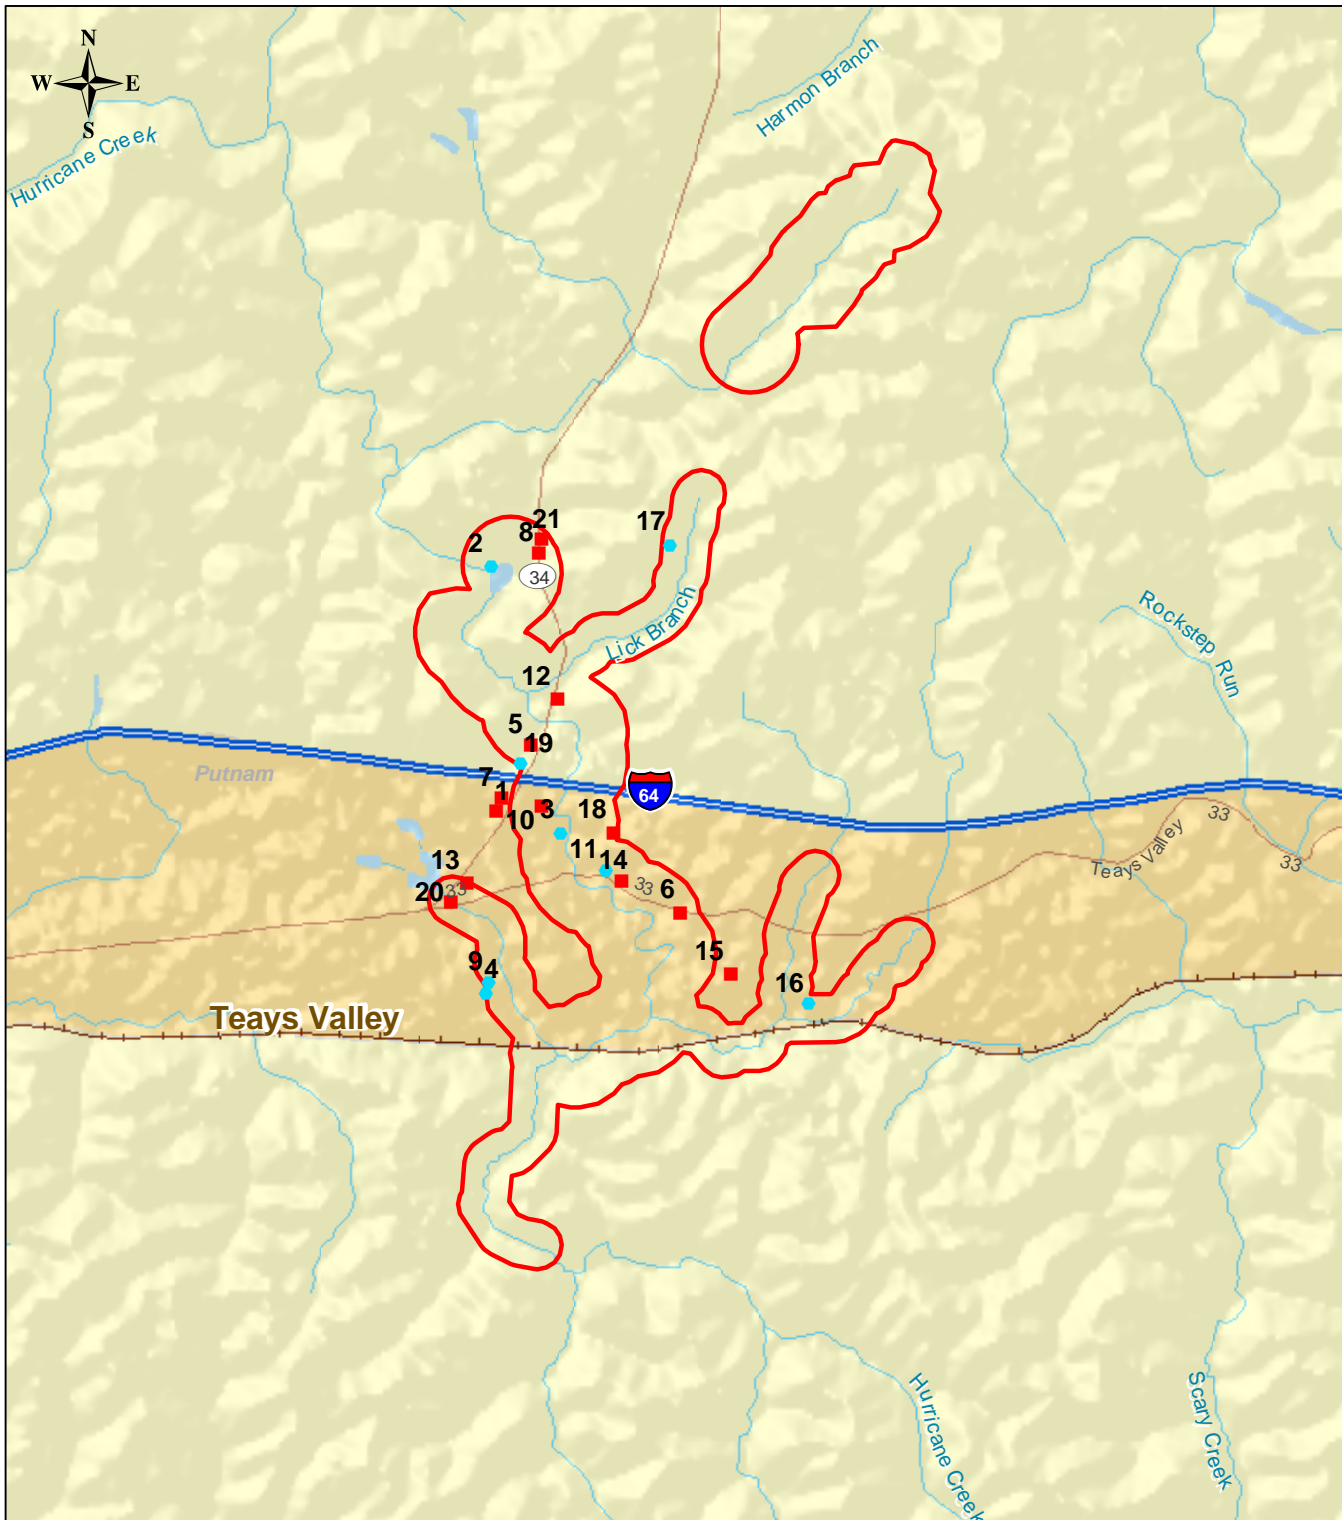 N
W E
S
Hurricane Creek
Harmon Branch
21
8
2
17
34
Lick Branch
Rockstep Run
12
5
19
Putnam
7
1
10
3
64
18
33
11
14
Teays Valley
33
13
20
33
33
6
9
4
15
16
Teays Valley
Hurricane Creek
Scary Creek